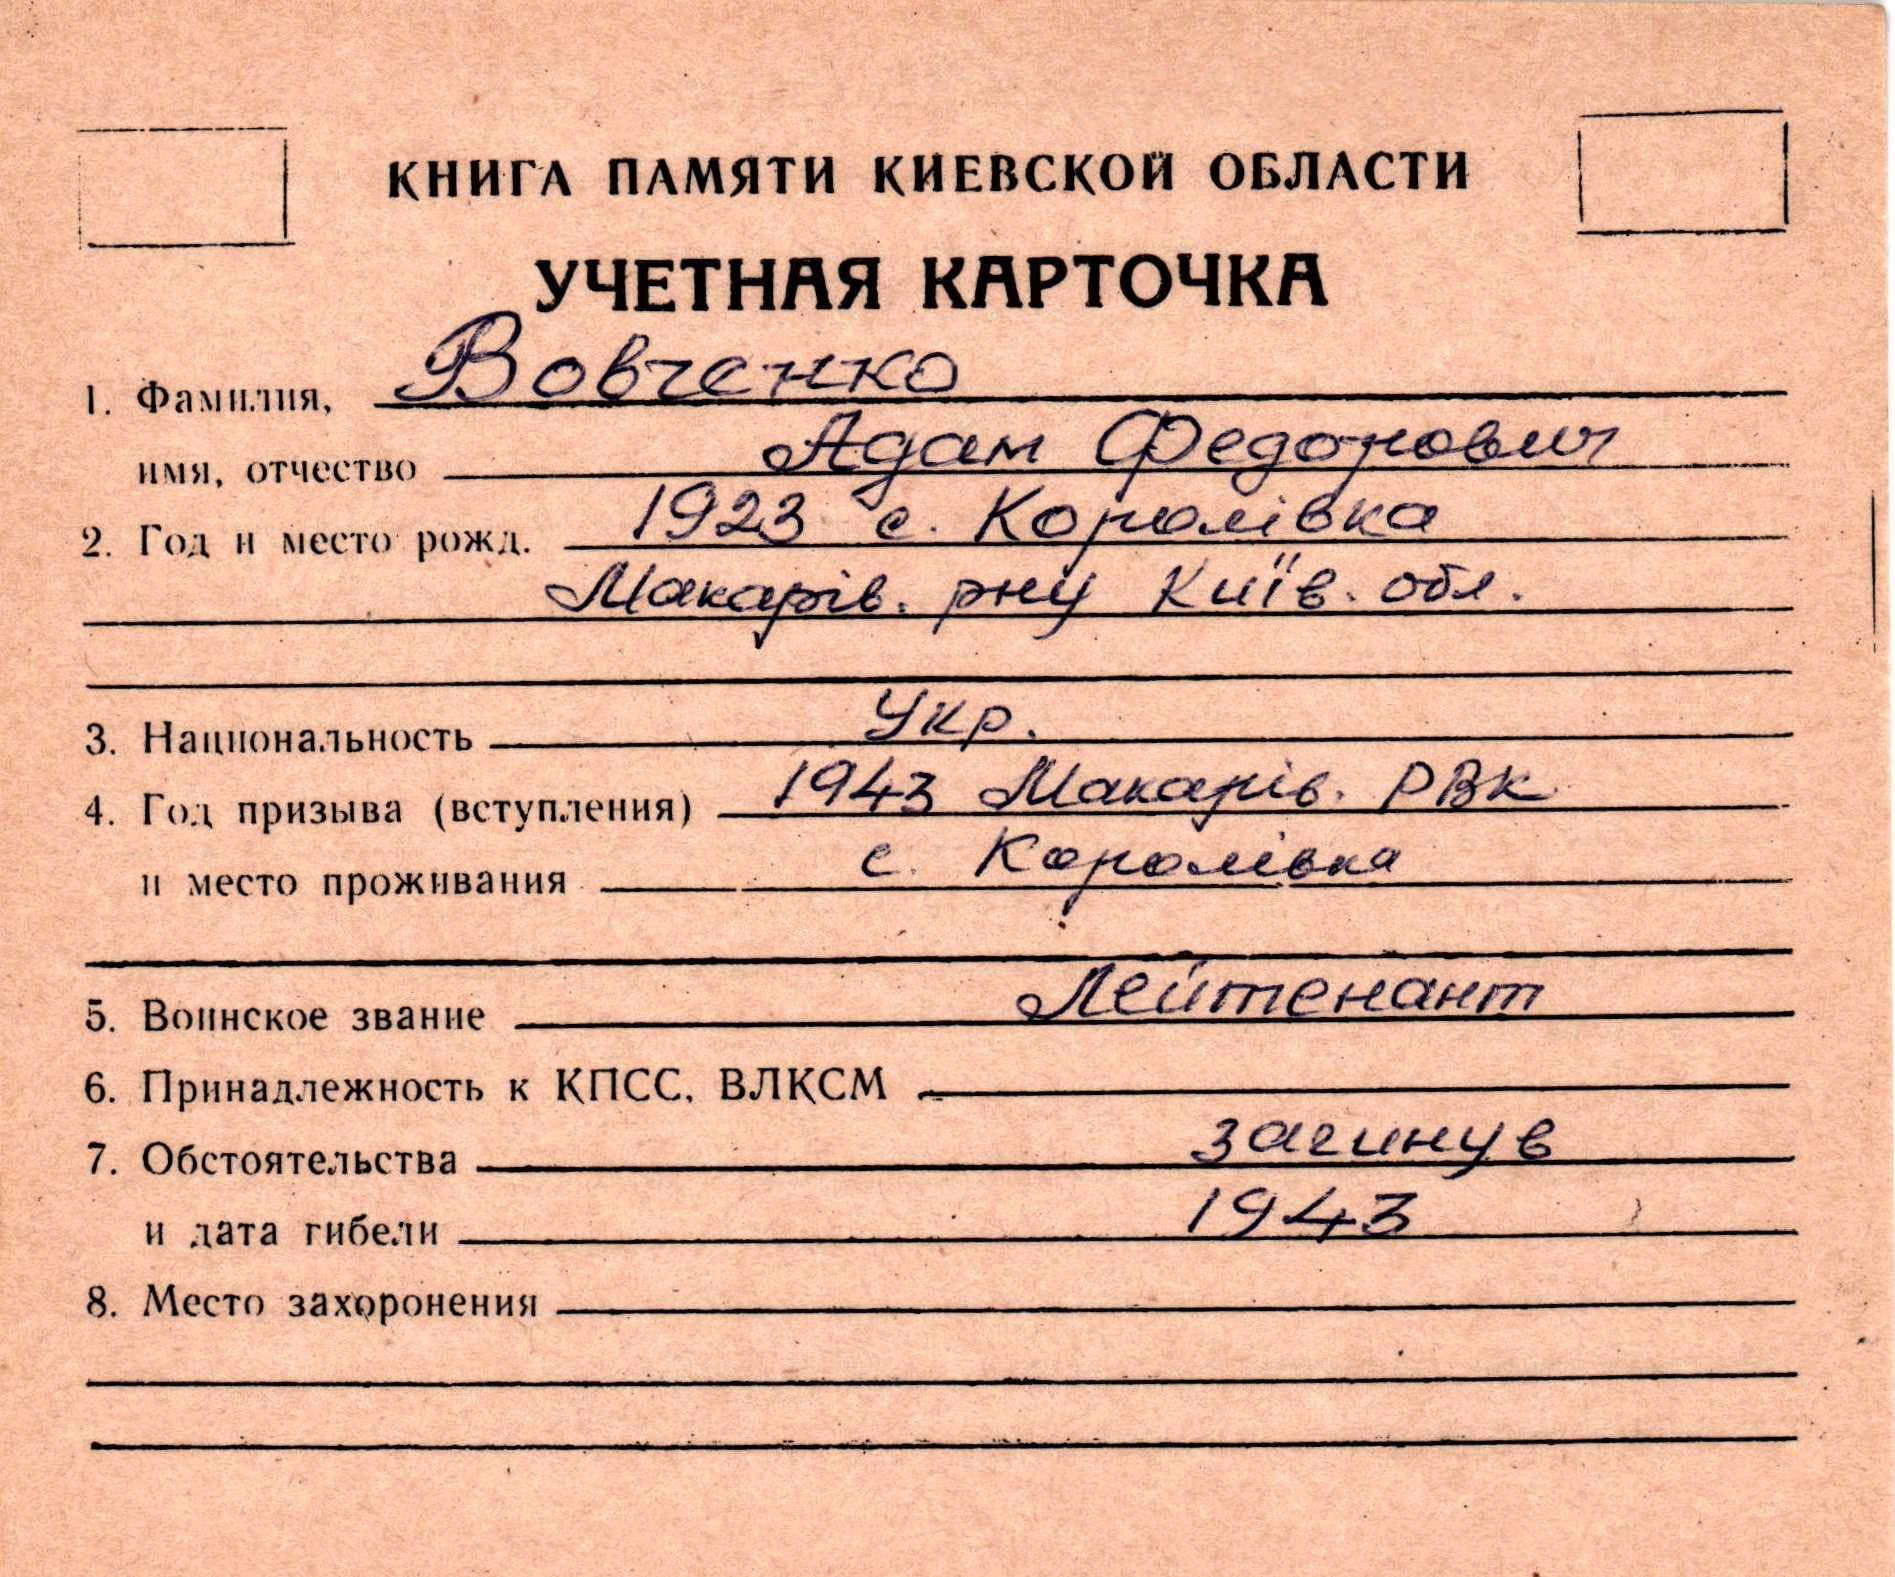 КНИГА ПАМЯТИ КИЕВСКОЙ ОБЛАСТИ
УЧЕТНАЯ КАРТОЧКА
1. Фамилия, Вовченко
имя, отчество Адам Федорович
2. Год и место рожд. 1923 с. Королівка
Макарів. рну Київ. обл.
3. Национальность Укр.
4. Год призыва (вступления) 1943 Макарів. РВК
и место проживания с. Королівка
5. Воинское звание Лейтенант
6. Принадлежность к КПСС, ВЛКСМ
7. Обстоятельства загинув
и дата гибели 1943
8. Место захоронения